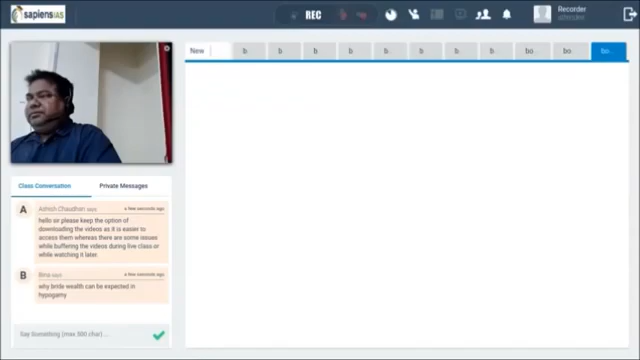 sapiensIAS
REC
Recorder
attendee
New
b
b
b
b
b
b
b
b
bo...
bo
bo..
Class Conversation
Private Messages
A
Ashish Chaudhari says
a few seconds ago
hello sir please keep the option of
downloading the videos as it is easier to
access them whereas there are some issues
while buffering the videos during live class or
while watching it later.
B
Bina says
a few seconds ago
why bride wealth can be expected in
hypogamy
Say Something (max 300 char)...